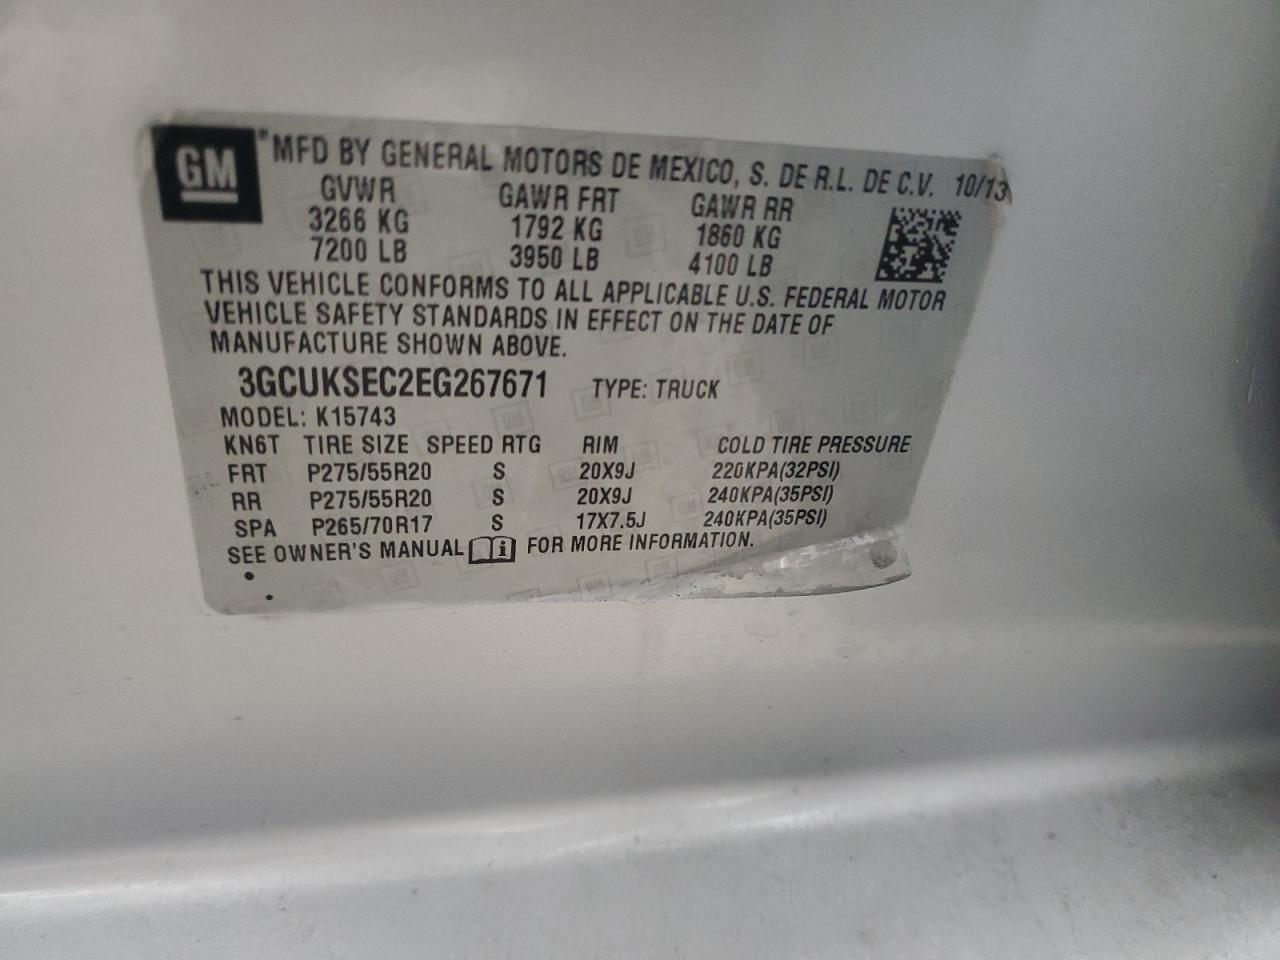 GM
*MFD BY GENERAL MOTORS DE MEXICO, S. DE R.L. DE C.V. 10/13
GVWR GAWR FRT GAWR RR
3266 KG 1792 KG 1860 KG
7200 LB 3950 LB 4100 LB
THIS VEHICLE CONFORMS TO ALL APPLICABLE U.S. FEDERAL MOTOR
VEHICLE SAFETY STANDARDS IN EFFECT ON THE DATE OF
MANUFACTURE SHOWN ABOVE.
3GCUKSEC2EG267671 TYPE: TRUCK
MODEL: K15743
KN6T TIRE SIZE SPEED RTG RIM COLD TIRE PRESSURE
FRT P275/55R20 S 20X9J 220KPA(32PSI)
RR P275/55R20 S 20X9J 240KPA(35PSI)
SPA P265/70R17 S 17X7.5J 240KPA(35PSI)
SEE OWNER'S MANUAL i FOR MORE INFORMATION.